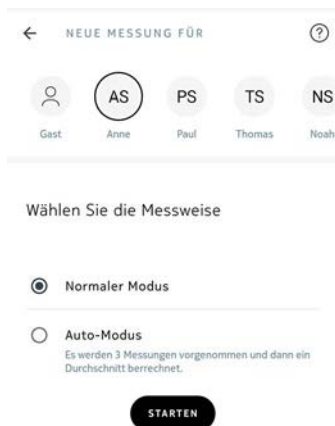 ← NEUE MESSUNG FÜR ?
AS PS TS NS
Gast Anne Paul Thomas Noah
Wählen Sie die Messweise
Normaler Modus
Auto-Modus
Es werden 3 Messungen vorgenommen und dann ein
Durchschnitt berrechnet.
STARTEN